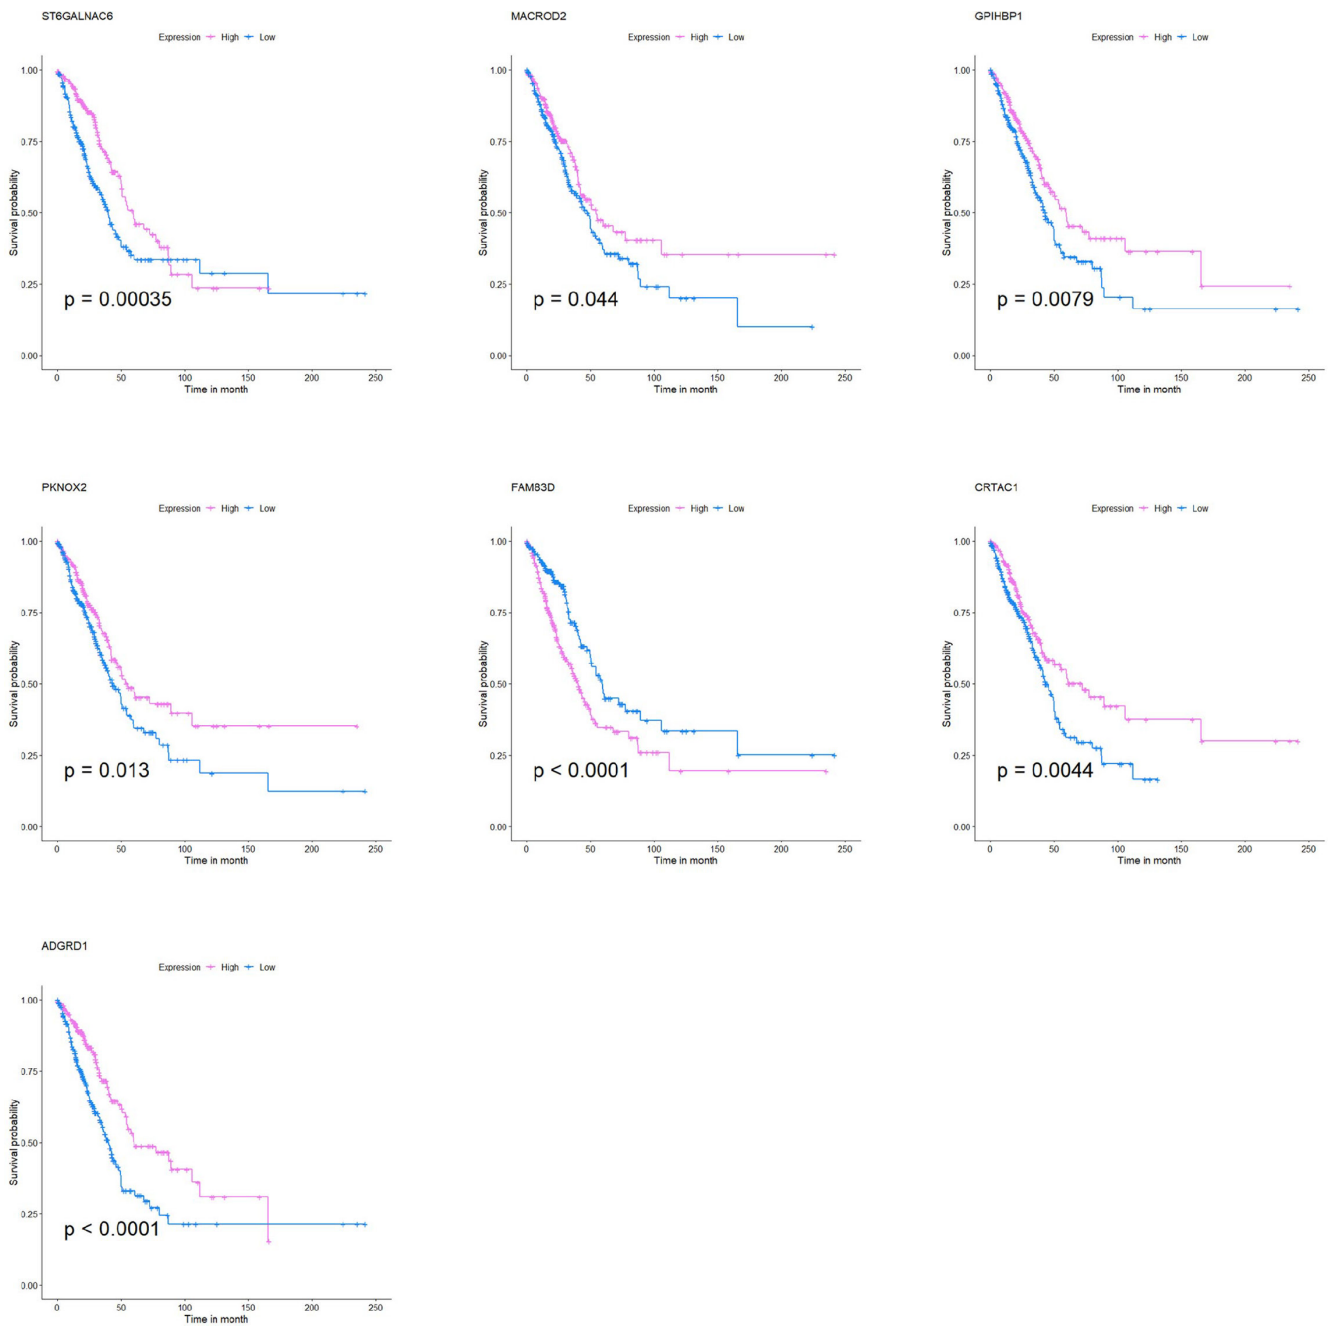 ST6GALNAC6
Expression High Low
1.00
0.75
0.50
0.25
0.00
Survival probability
p = 0.00035
0 50 100 150 200 250
Time in month
MACROD2
Expression High Low
1.00
0.75
0.50
0.25
0.00
Survival probability
p = 0.044
0 50 100 150 200 250
Time in month
GPIHBP1
Expression High Low
1.00
0.75
0.50
0.25
0.00
Survival probability
p = 0.0079
0 50 100 150 200 250
Time in month
PKNOX2
Expression High Low
1.00
0.75
0.50
0.25
0.00
Survival probability
p = 0.013
0 50 100 150 200 250
Time in month
FAM83D
Expression High Low
1.00
0.75
0.50
0.25
0.00
Survival probability
p < 0.0001
0 50 100 150 200 250
Time in month
CRTAC1
Expression High Low
1.00
0.75
0.50
0.25
0.00
Survival probability
p = 0.0044
0 50 100 150 200 250
Time in month
ADGRD1
Expression High Low
1.00
0.75
0.50
0.25
0.00
Survival probability
p < 0.0001
0 50 100 150 200 250
Time in month